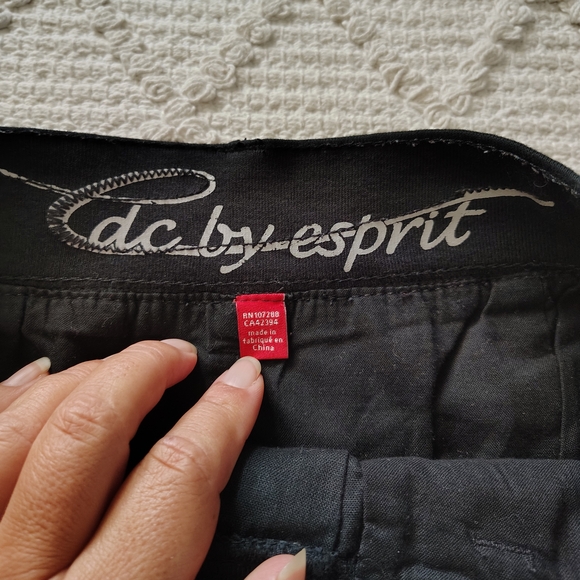 dc by esprit
RN107288
CA42394
made in
fabriqué en
China